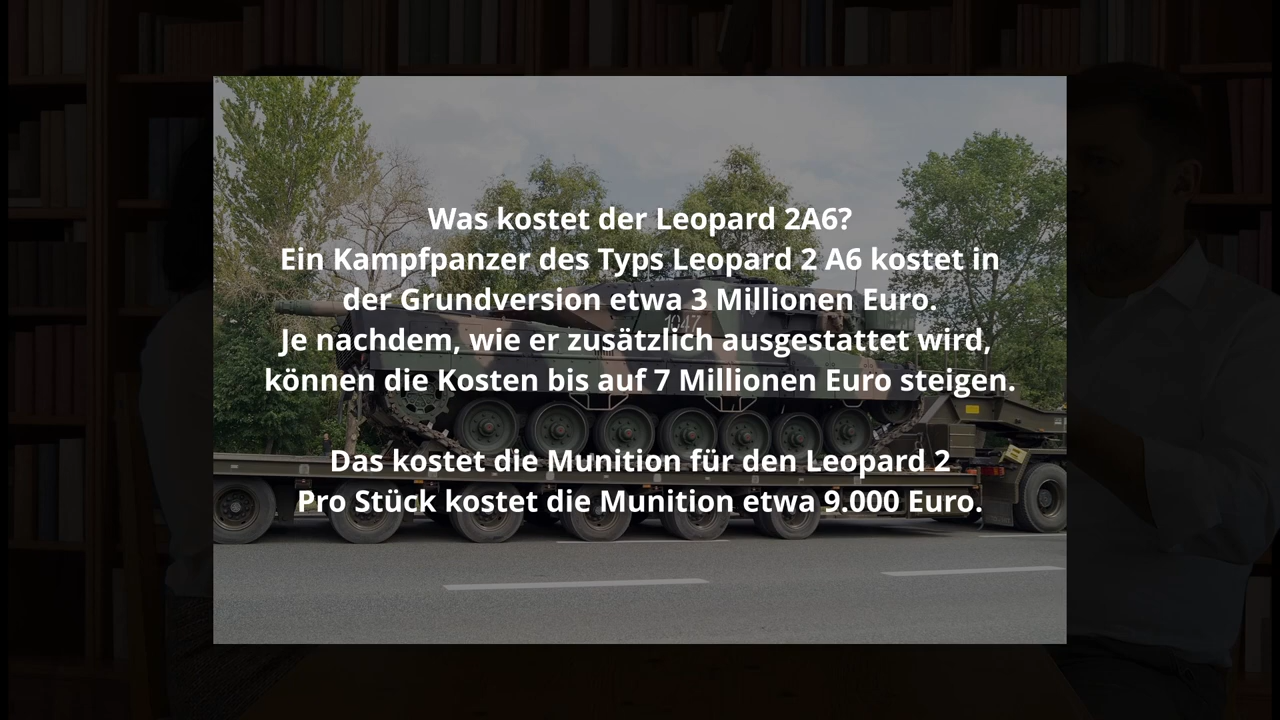 Was kostet der Leopard 2A6?
Ein Kampfpanzer des Typs Leopard 2 A6 kostet in
der Grundversion etwa 3 Millionen Euro.
Je nachdem, wie er zusätzlich ausgestattet wird,
können die Kosten bis auf 7 Millionen Euro steigen.
1047
Das kostet die Munition für den Leopard 2
Pro Stück kostet die Munition etwa 9.000 Euro.